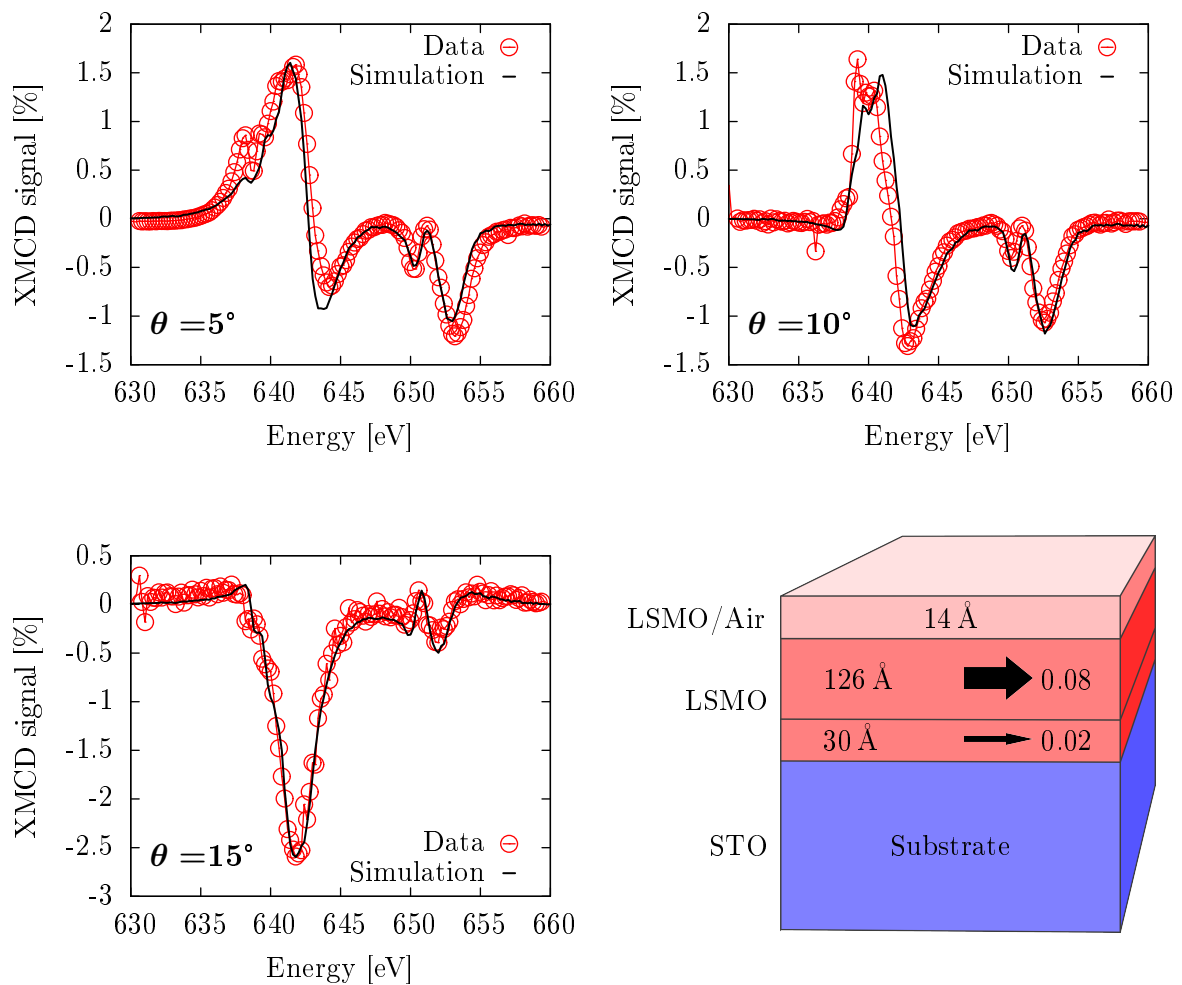 2
1.5
1
0.5
0
-0.5
-1
-1.5
XMCD signal [%]
Data
Simulation
θ =5°
630 635 640 645 650 655 660
Energy [eV]
2
1.5
1
0.5
0
-0.5
-1
-1.5
XMCD signal [%]
Data
Simulation
θ =10°
630 635 640 645 650 655 660
Energy [eV]
0.5
0
-0.5
-1
-1.5
-2
-2.5
-3
XMCD signal [%]
θ =15°
Data
Simulation
630 635 640 645 650 655 660
Energy [eV]
LSMO/Air
14 Å
LSMO
126 Å 0.08
30 Å 0.02
STO
Substrate